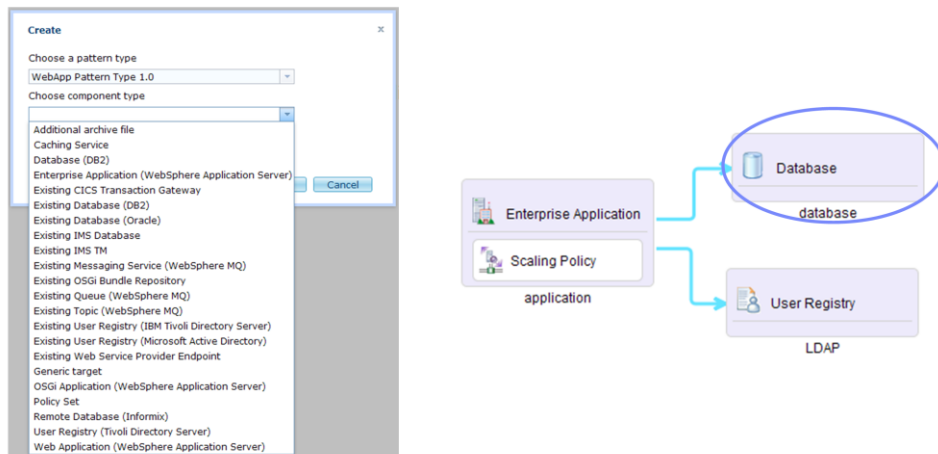 Create
x
Choose a pattern type
WebApp Pattern Type 1.0
Choose component type
Additional archive file
Caching Service
Database (DB2)
Enterprise Application (WebSphere Application Server)
Existing CICS Transaction Gateway
Cancel
Existing Database (DB2)
Existing Database (Oracle)
Existing IMS Database
Existing IMS TM
Existing Messaging Service (WebSphere MQ)
Existing OSGi Bundle Repository
Existing Queue (WebSphere MQ)
Existing Topic (WebSphere MQ)
Existing User Registry (IBM Tivoli Directory Server)
Existing User Registry (Microsoft Active Directory)
Existing Web Service Provider Endpoint
Generic target
OSGi Application (WebSphere Application Server)
Policy Set
Remote Database (Informix)
User Registry (Tivoli Directory Server)
Web Application (WebSphere Application Server)
Enterprise Application
Scaling Policy
application
Database
database
User Registry
LDAP